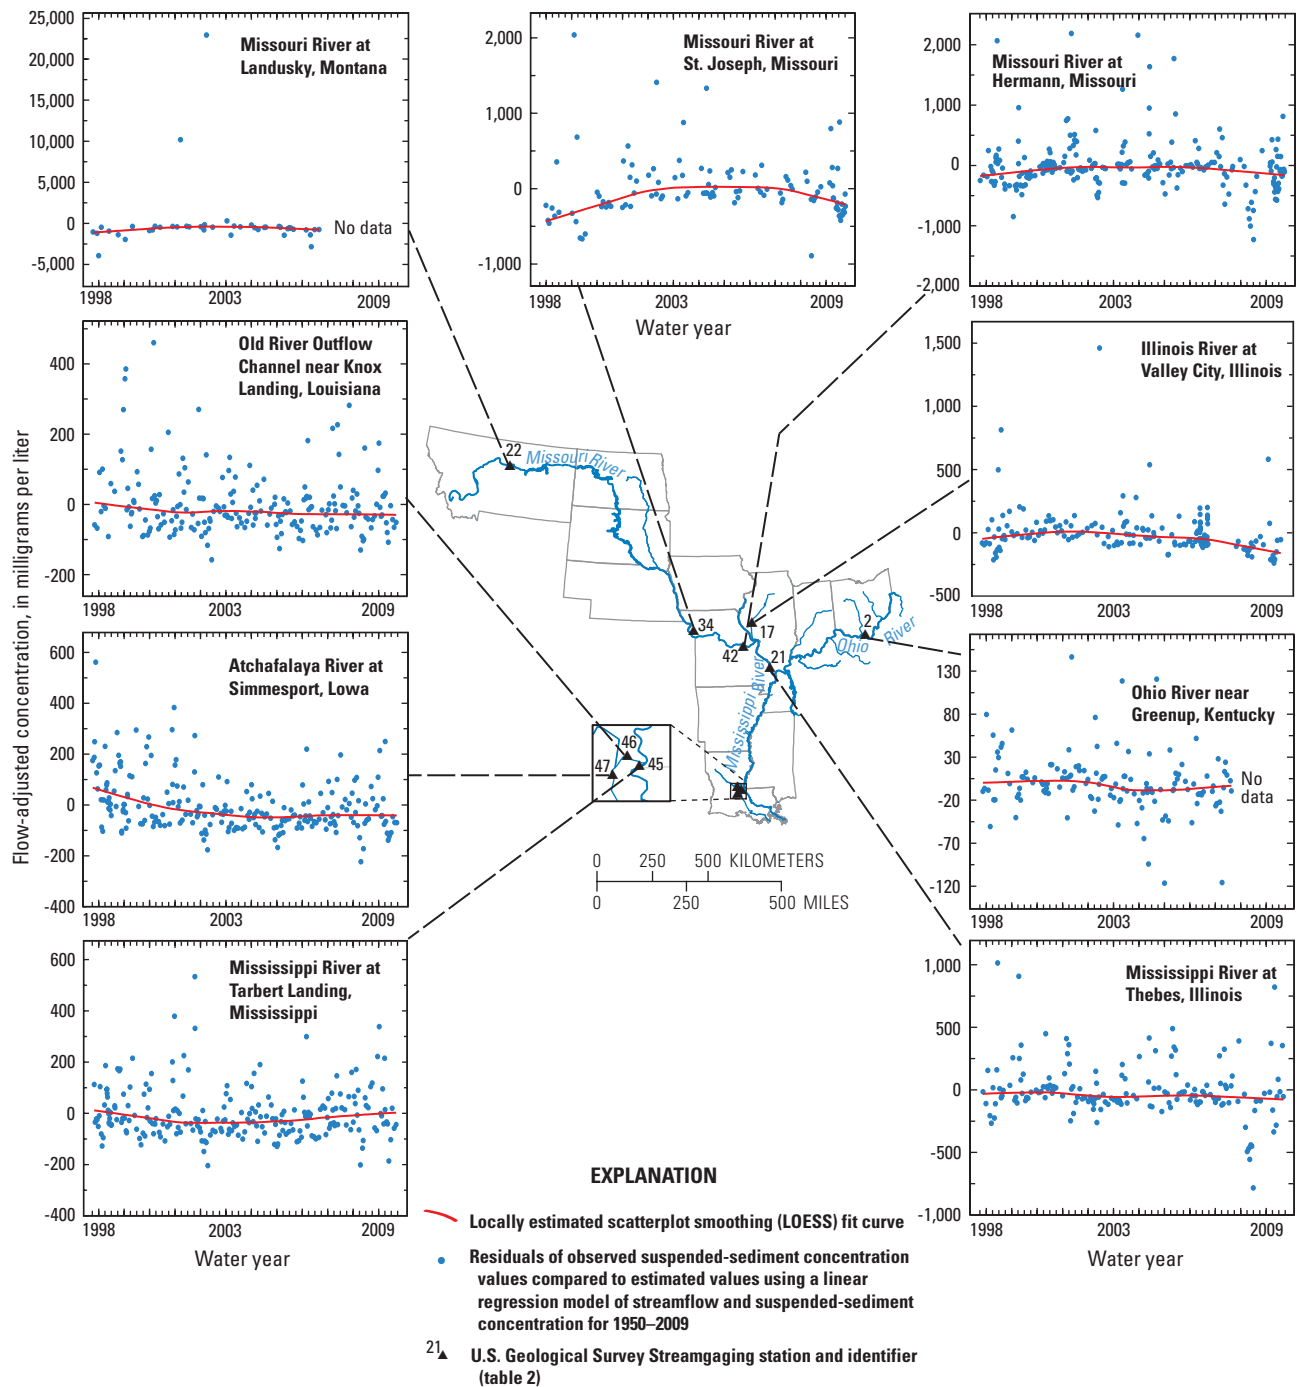 Flow-adjusted concentration, in milligrams per liter
25,000
23,000
20,000
17,500
15,000
12,500
10,000
7,500
5,000
2,500
0
-5,000
Missouri River at
Landusky, Montana
No data
1998
2003
2009
2,000
1,000
0
-1,000
Missouri River at
St. Joseph, Missouri
1998
2003
2009
Water year
2,000
1,000
0
-1,000
-2,000
Missouri River at
Hermann, Missouri
1998
2003
2009
400
200
0
-200
Old River Outflow
Channel near Knox
Landing, Louisiana
1998
2003
2009
1,500
1,000
500
0
-500
Illinois River at
Valley City, Illinois
1998
2003
2009
600
400
200
0
-200
-400
Atchafalaya River at
Simmesport, Lowa
1998
2003
2009
130
80
30
-20
-70
-120
Ohio River near
Greenup, Kentucky
No
data
1998
2003
2009
600
400
200
0
-200
-400
Mississippi River at
Tarbert Landing,
Mississippi
1998
2003
2009
Water year
1,000
500
0
-500
-1,000
Mississippi River at
Thebes, Illinois
1998
2003
2009
Water year
22
Missouri River
34
42
17
21
2
Ohio River
Mississippi River
46
47
45
0 250 500 KILOMETERS
0 250 500 MILES
EXPLANATION
Locally estimated scatterplot smoothing (LOESS) fit curve
Residuals of observed suspended-sediment concentration
values compared to estimated values using a linear
regression model of streamflow and suspended-sediment
concentration for 1950–2009
21
U.S. Geological Survey Streamgaging station and identifier
(table 2)